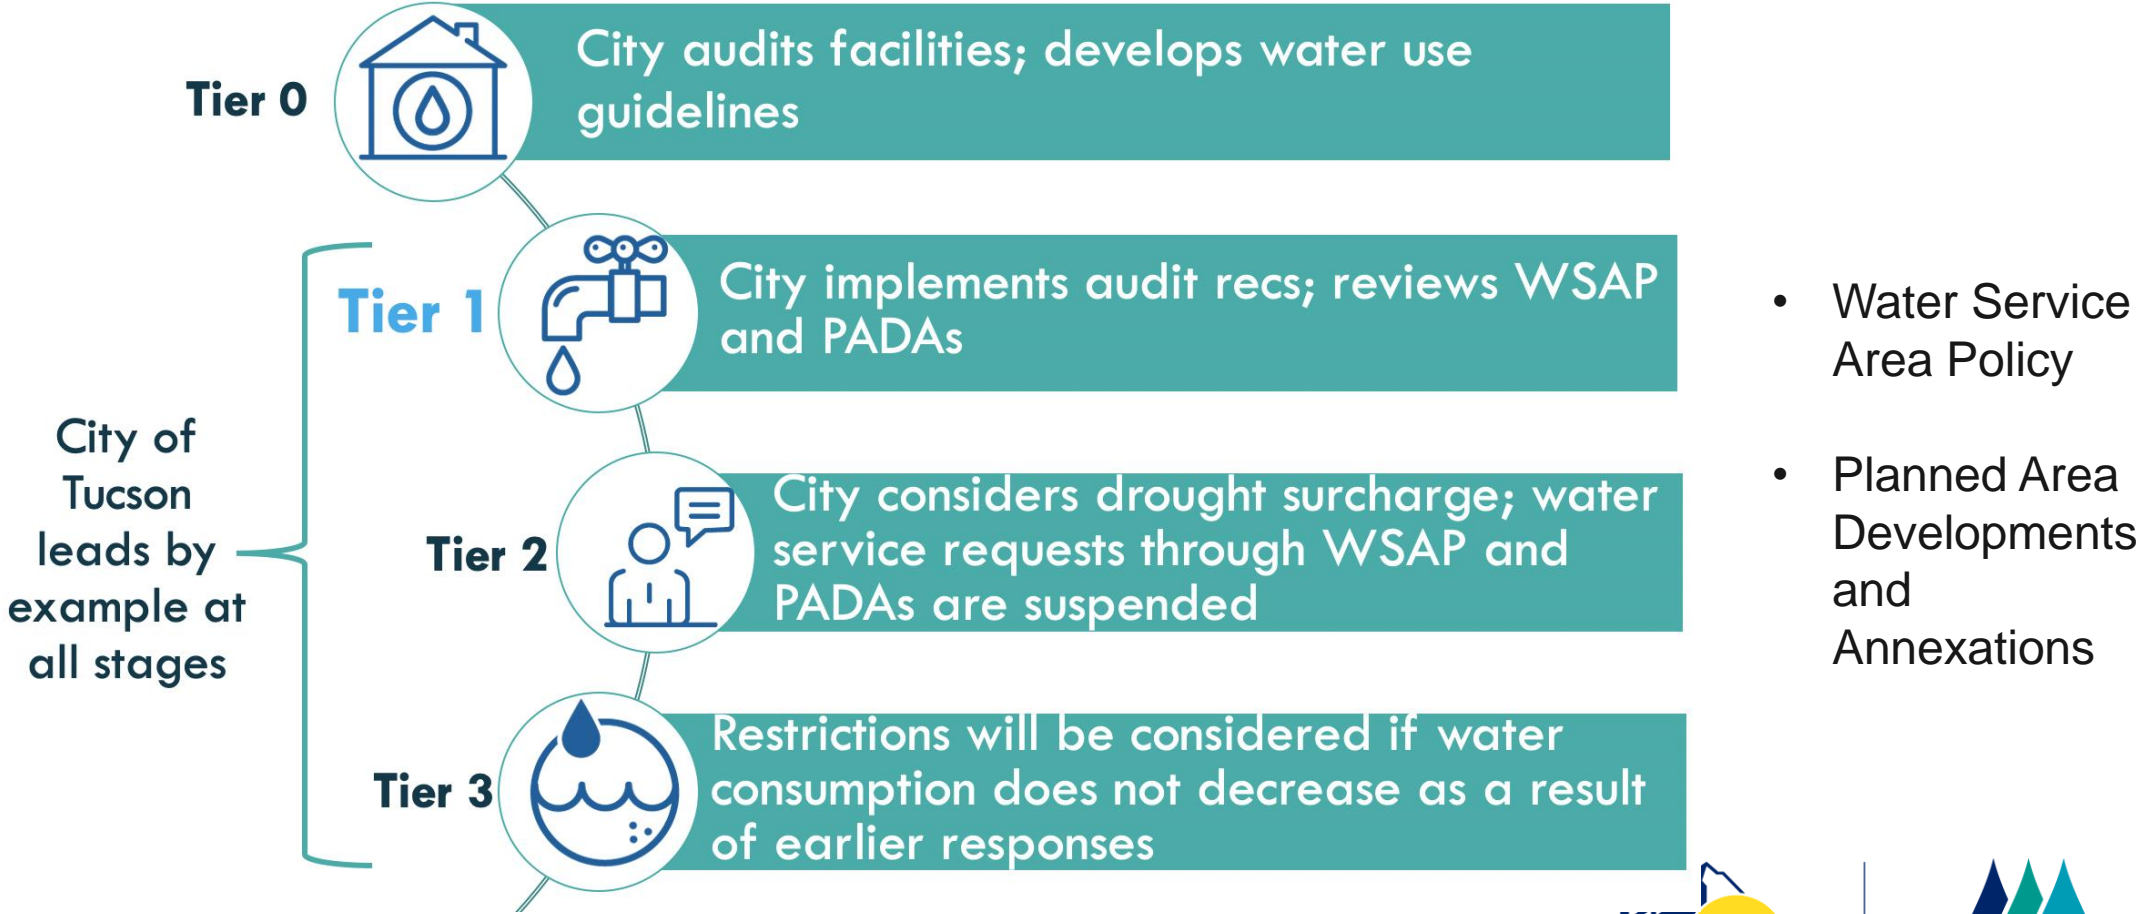 Tier 0
City audits facilities; develops water use
guidelines
Tier 1
City implements audit recs; reviews WSAP
and PADAs
City of
Tucson
leads by
example at
all stages
Tier 2
City considers drought surcharge; water
service requests through WSAP and
PADAs are suspended
Tier 3
Restrictions will be considered if water
consumption does not decrease as a result
of earlier responses
• Water Service
Area Policy
• Planned Area
Developments
and
Annexations